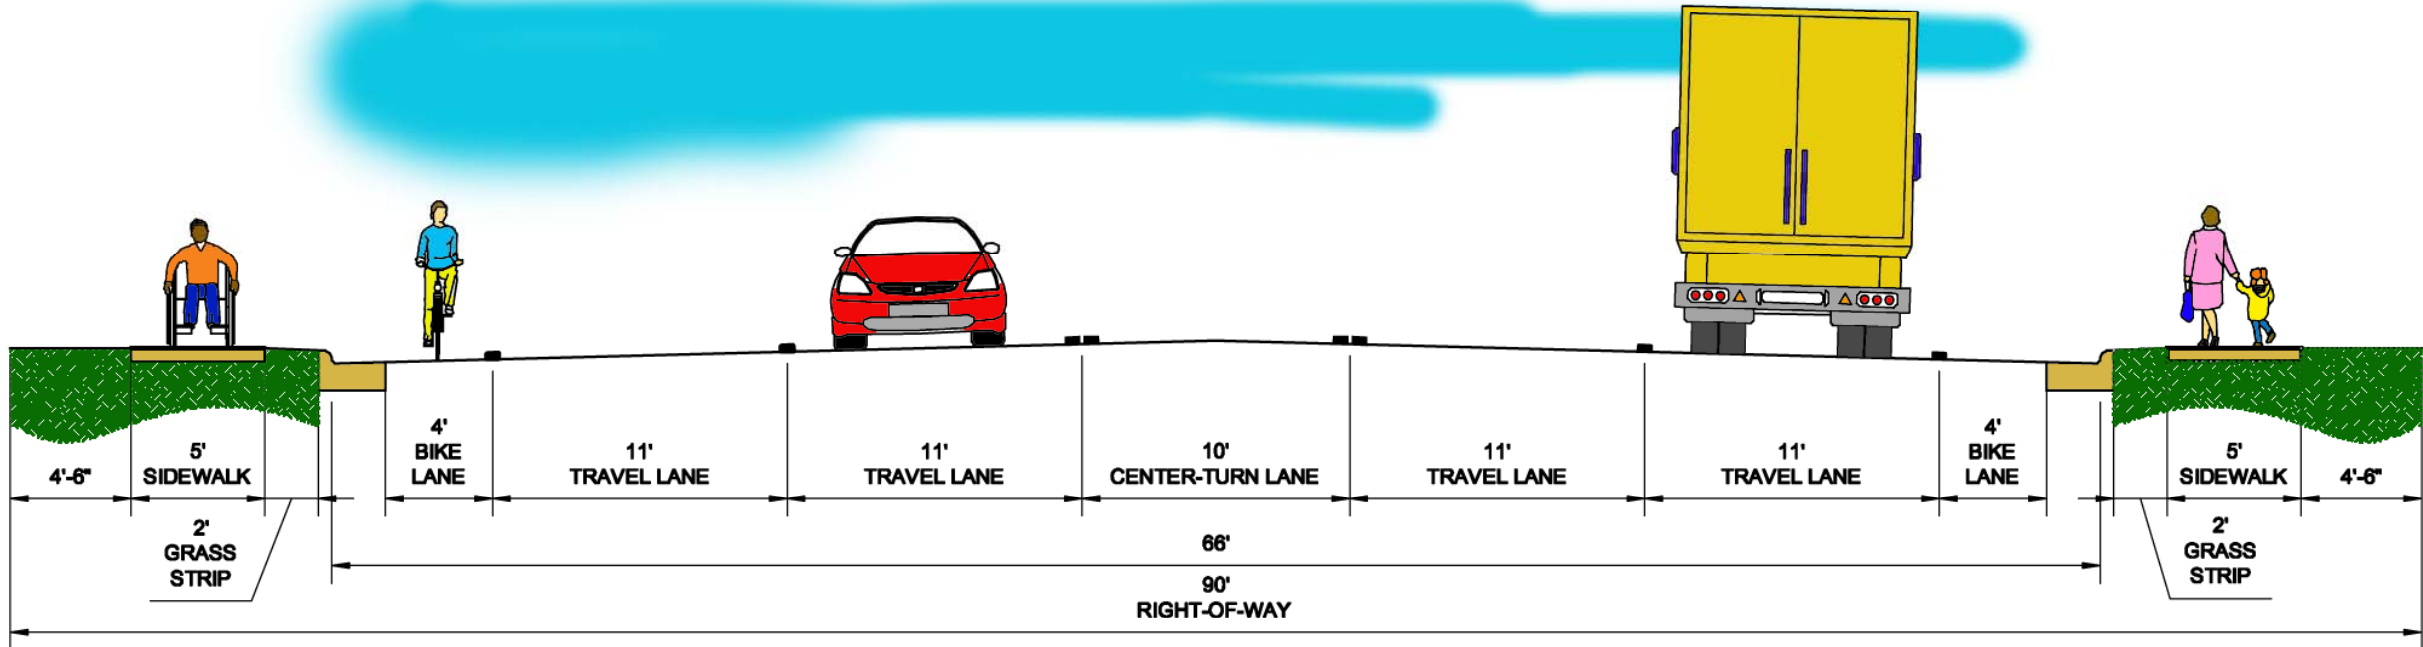 4'-6"
5'
SIDEWALK
2'
GRASS
STRIP
4'
BIKE
LANE
11'
TRAVEL LANE
11'
TRAVEL LANE
10'
CENTER-TURN LANE
11'
TRAVEL LANE
11'
TRAVEL LANE
4'
BIKE
LANE
5'
SIDEWALK
4'-6"
2'
GRASS
STRIP
66'
90'
RIGHT-OF-WAY